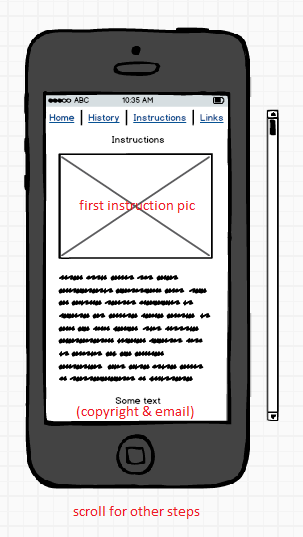 ABC 10:35 AM
Home | History | Instructions | Links
Instructions
first instruction pic
Some text
(copyright & email)
scroll for other steps